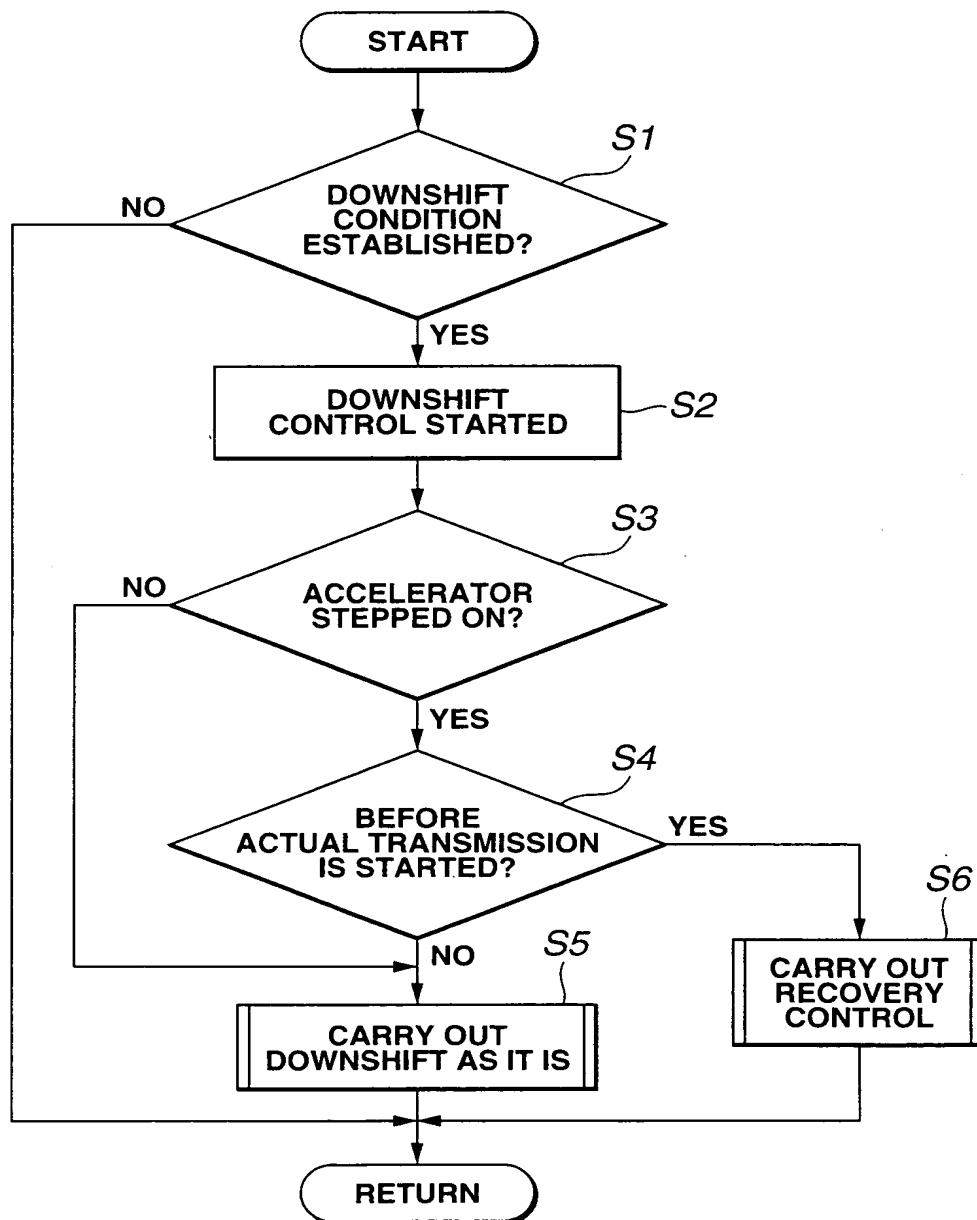 START
S1
DOWNSHIFT
CONDITION
ESTABLISHED?
NO
YES
DOWNSHIFT
CONTROL STARTED
S2
S3
ACCELERATOR
STEPPED ON?
NO
YES
S4
BEFORE
ACTUAL TRANSMISSION
IS STARTED?
YES
NO
S5
CARRY OUT
DOWNSHIFT AS IT IS
S6
CARRY OUT
RECOVERY
CONTROL
RETURN